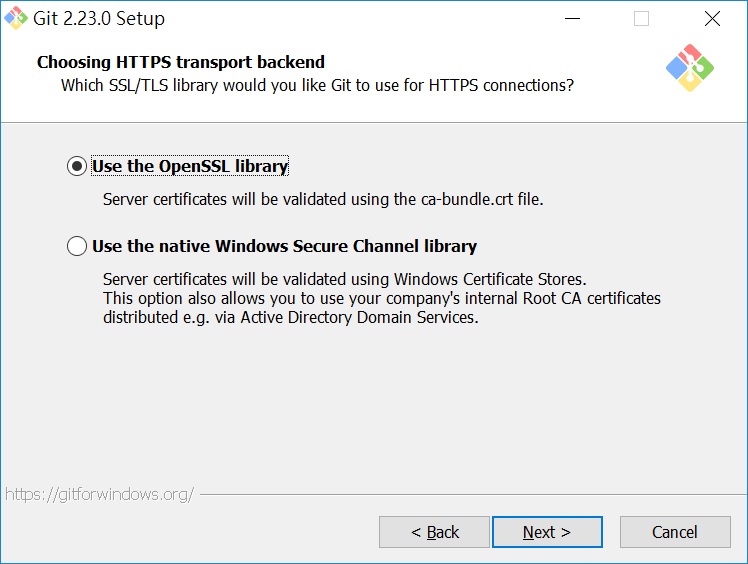 Git 2.23.0 Setup
Choosing HTTPS transport backend
Which SSL/TLS library would you like Git to use for HTTPS connections?
Use the OpenSSL library
Server certificates will be validated using the ca-bundle.crt file.
Use the native Windows Secure Channel library
Server certificates will be validated using Windows Certificate Stores.
This option also allows you to use your company's internal Root CA certificates
distributed e.g. via Active Directory Domain Services.
https://gitforwindows.org/
< Back Next > Cancel